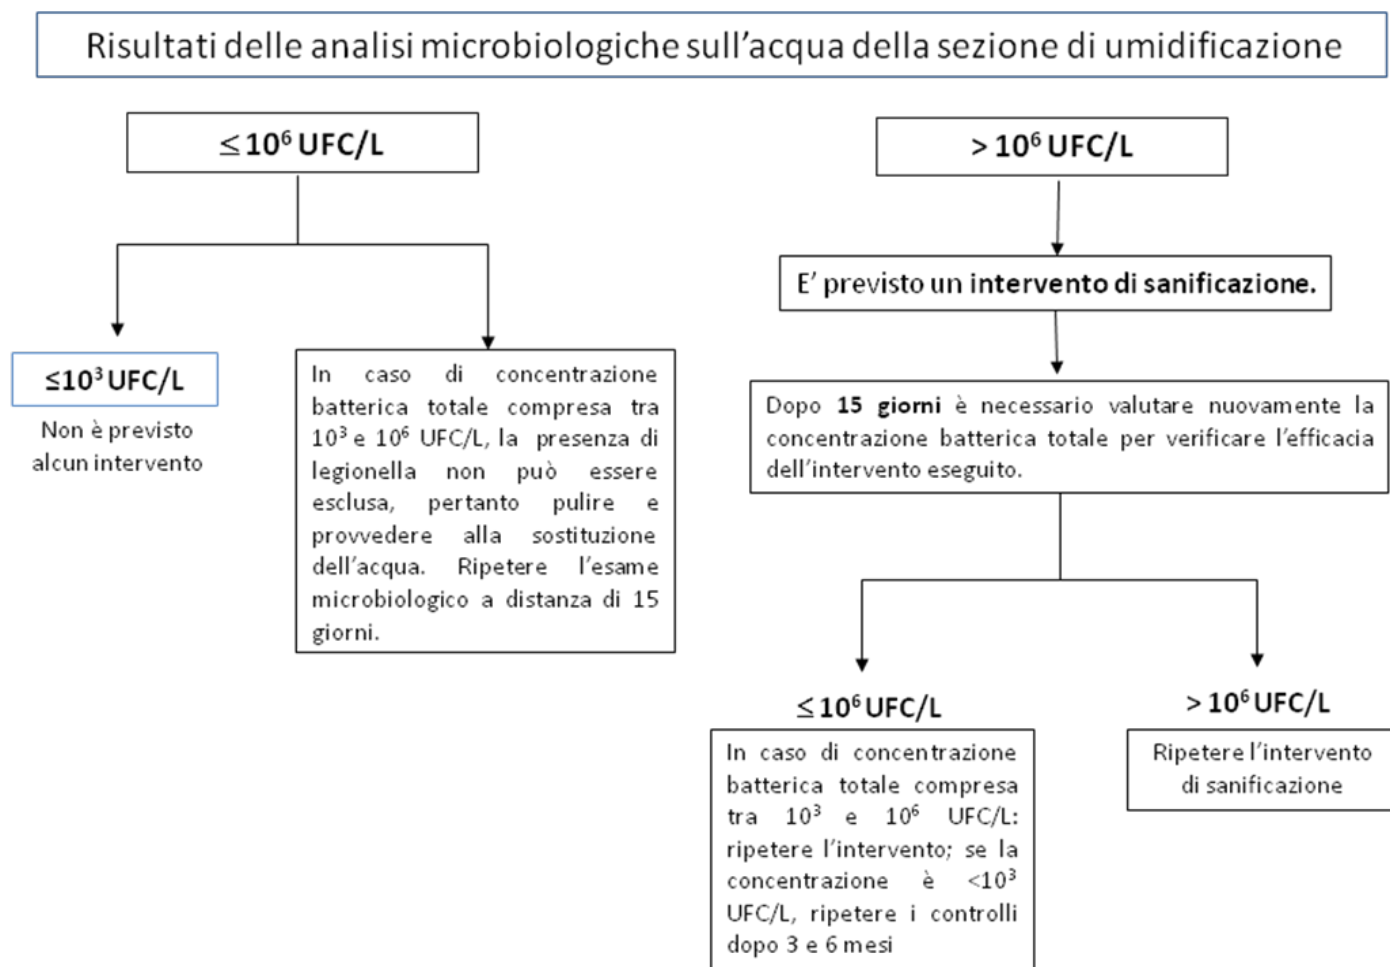 Risultati delle analisi microbiologiche sull'acqua della sezione di umidificazione
≤ 10⁶ UFC/L
> 10⁶ UFC/L
E' previsto un intervento di sanificazione.
≤10³ UFC/L
Non è previsto
alcun intervento
In caso di concentrazione
batterica totale compresa tra
10³ e 10⁶ UFC/L, la presenza di
legionella non può essere
esclusa, pertanto pulire e
provvedere alla sostituzione
dell'acqua. Ripetere l'esame
microbiologico a distanza di 15
giorni.
Dopo 15 giorni è necessario valutare nuovamente la
concentrazione batterica totale per verificare l'efficacia
dell'intervento eseguito.
≤ 10⁶ UFC/L
In caso di concentrazione
batterica totale compresa
tra 10³ e 10⁶ UFC/L:
ripetere l'intervento; se la
concentrazione è <10³
UFC/L, ripetere i controlli
dopo 3 e 6 mesi
> 10⁶ UFC/L
Ripetere l'intervento
di sanificazione